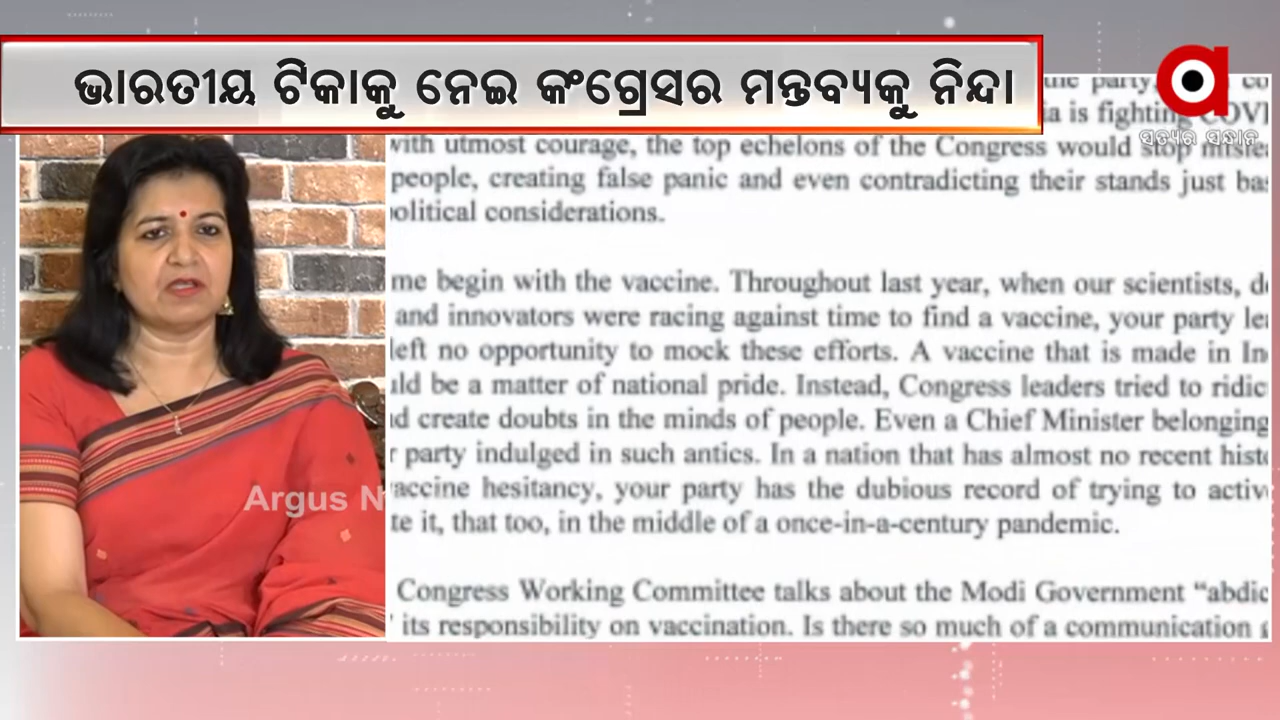 ଭାରତୀୟ ଟିକାକୁ ନେଇ କଂଗ୍ରେସର ମନ୍ତବ୍ୟକୁ ନିନ୍ଦା
ସତ୍ୟର ସନ୍ଧାନ
party,
is fighting COVI
with utmost courage, the top echelons of the Congress would stop
people, creating false panic and even contradicting their stands just
political considerations.
me begin with the vaccine. Throughout last year, when our scientists,
and innovators were racing against time to find a vaccine, your party
left no opportunity to mock these efforts. A vaccine that is made in
be a matter of national pride. Instead, Congress leaders tried to
create doubts in the minds of people. Even a Chief Minister belonging
party indulged in such antics. In a nation that has almost no recent
vaccine hesitancy, your party has the dubious record of trying to
it, that too, in the middle of a once-in-a-century pandemic.
Congress Working Committee talks about the Modi Government “abdic
its responsibility on vaccination. Is there so much of a communication
Argus N